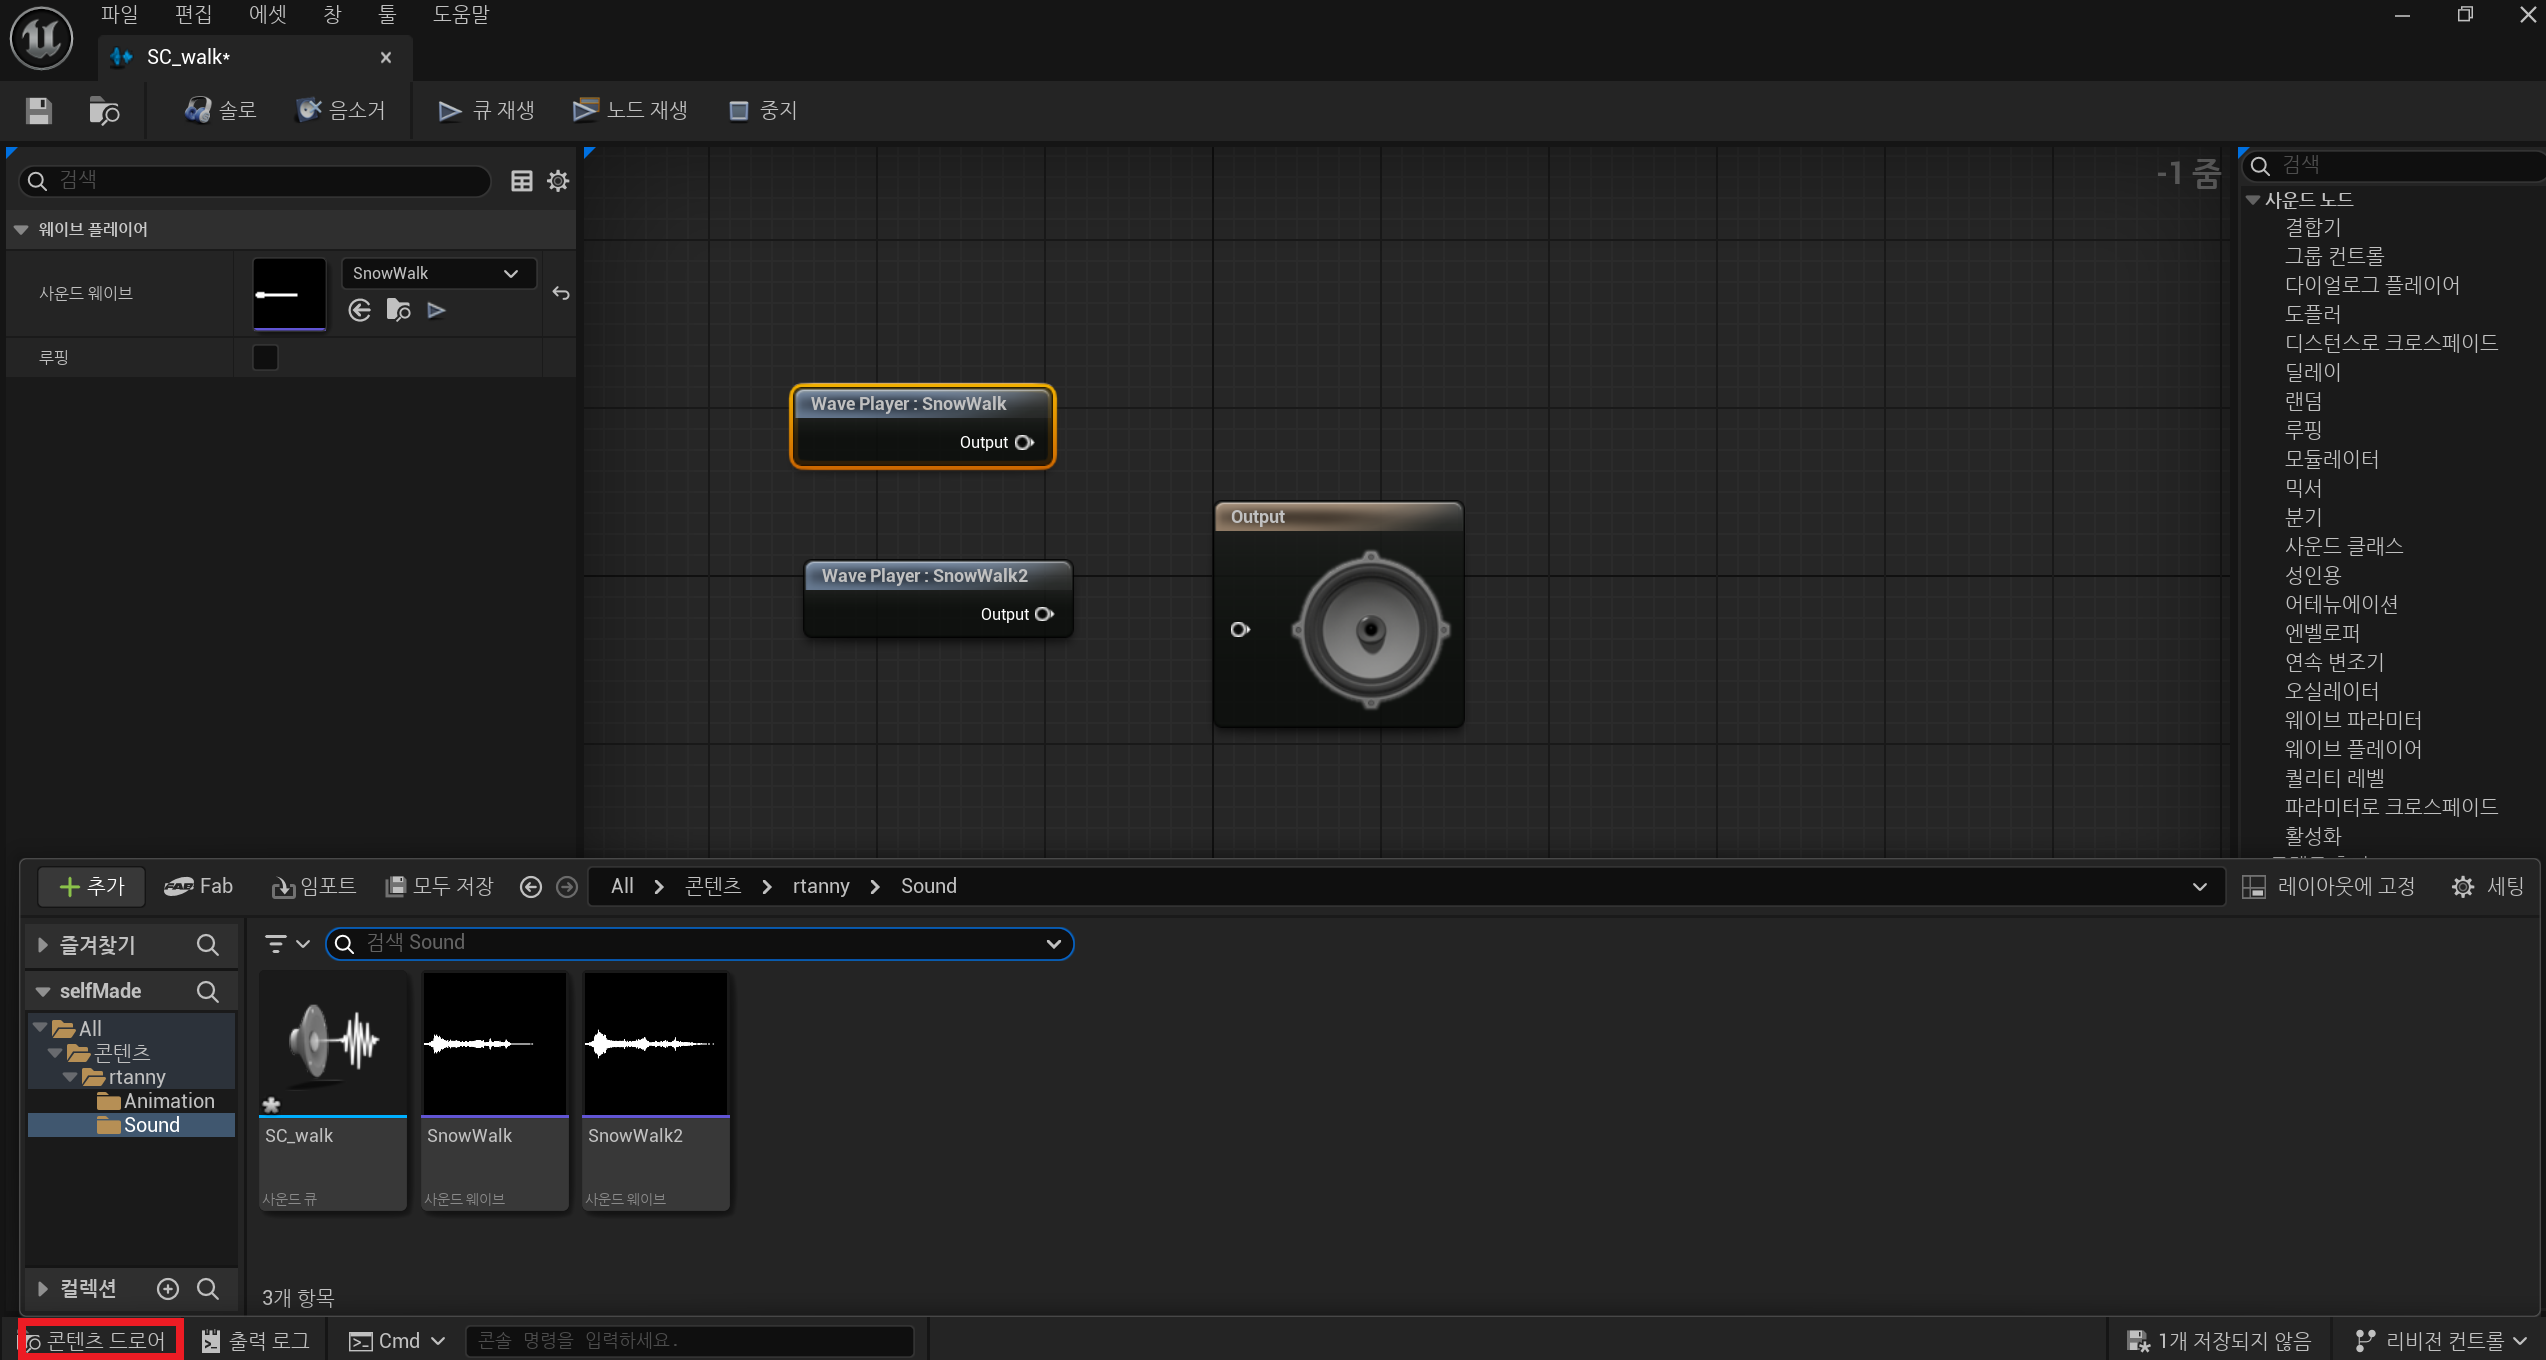 파일 편집 에셋 창 툴 도움말
SC_walk*
솔로 음소거 큐 재생 노드 재생 중지
검색
웨이브 플레이어
사운드 웨이브
SnowWalk
루핑
-1 줌
Wave Player : SnowWalk
Output
Wave Player : SnowWalk2
Output
Output
검색
사운드 노드
결합기
그룹 컨트롤
다이얼로그 플레이어
도플러
디스턴스로 크로스페이드
딜레이
랜덤
루핑
모듈레이터
믹서
분기
사운드 클래스
성인용
어테뉴에이션
엔벨로퍼
연속 변조기
오실레이터
웨이브 파라미터
웨이브 플레이어
퀄리티 레벨
파라미터로 크로스페이드
활성화
추가 Fab 임포트 모두 저장 All 콘텐츠 rtanny Sound 레이아웃에 고정 세팅
즐겨찾기
selfMade
All
콘텐츠
rtanny
Animation
Sound
컬렉션
검색 Sound
SC_walk
사운드 큐
SnowWalk
사운드 웨이브
SnowWalk2
사운드 웨이브
3개 항목
콘텐츠 드로어 출력 로그 Cmd 콘솔 명령을 입력하세요. 1개 저장되지 않음 리비전 컨트롤